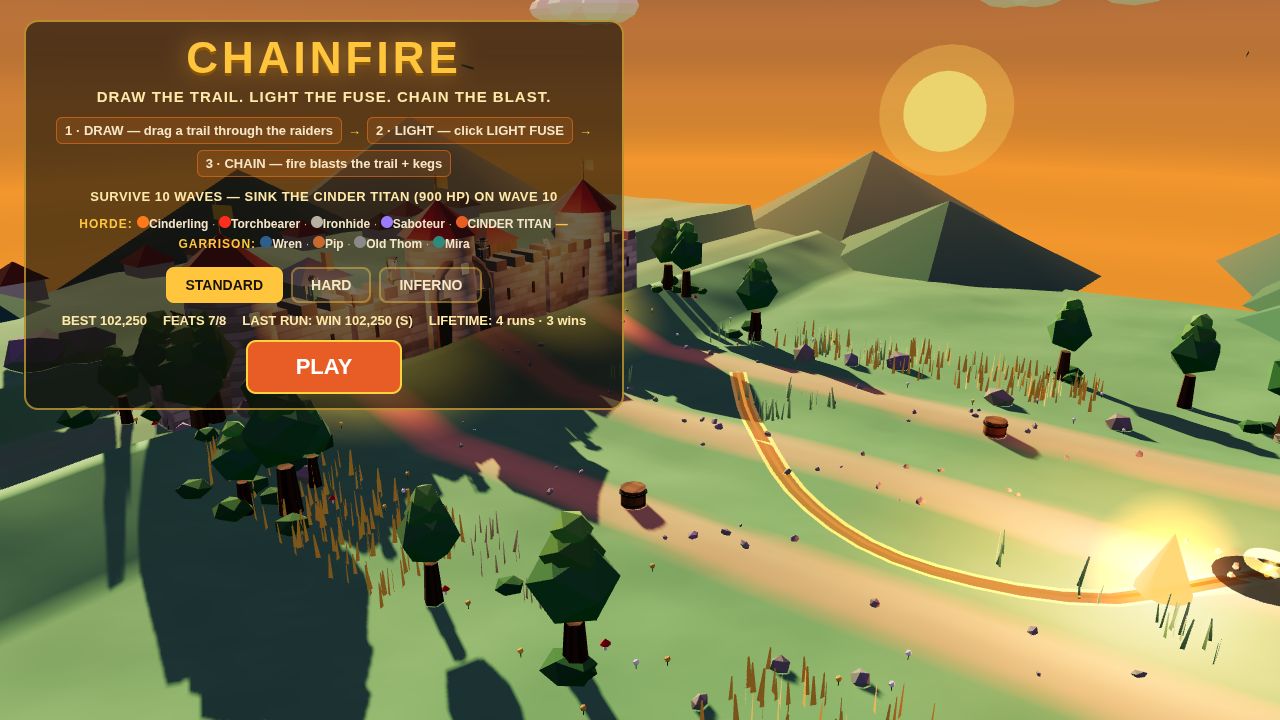 CHAINFIRE
DRAW THE TRAIL. LIGHT THE FUSE. CHAIN THE BLAST.
1 · DRAW — drag a trail through the raiders → 2 · LIGHT — click LIGHT FUSE →
3 · CHAIN — fire blasts the trail + kegs
SURVIVE 10 WAVES — SINK THE CINDER TITAN (900 HP) ON WAVE 10
HORDE: Cinderling · Torchbearer · Ironhide · Saboteur · CINDER TITAN —
GARRISON: Wren · Pip · Old Thom · Mira
STANDARD HARD INFERNO
BEST 102,250 FEATS 7/8 LAST RUN: WIN 102,250 (S) LIFETIME: 4 runs · 3 wins
PLAY